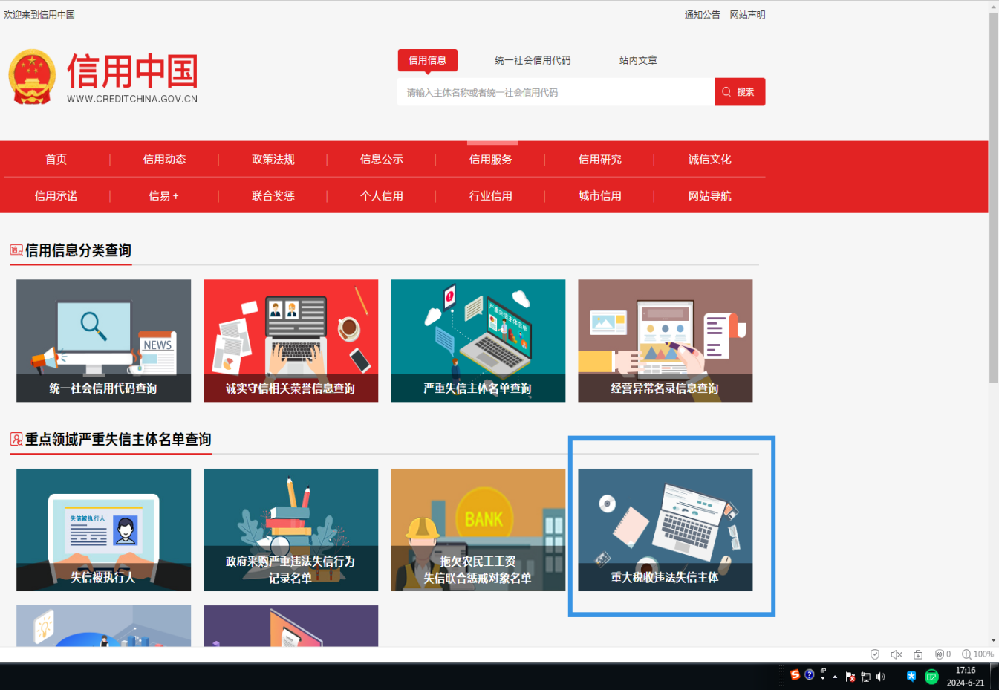 欢迎来到信用中国
通知公告 网站声明
信用中国
WWW.CREDITCHINA.GOV.CN
信用信息 统一社会信用代码 站内文章
请输入主体名称或者统一社会信用代码
搜索
首页 信用动态 政策法规 信息公示 信用服务 信用研究 诚信文化
信用承诺 信易+ 联合奖惩 个人信用 行业信用 城市信用 网站导航
信用信息分类查询
NEWS
严重失信主体名单
统一社会信用代码查询
诚实守信相关荣誉信息查询
严重失信主体名单查询
经营异常名录信息查询
重点领域严重失信主体名单查询
失信被执行人
BANK
失信被执行人
政府采购严重违法失信行为
记录名单
拖欠农民工工资
失信联合惩戒对象名单
重大税收违法失信主体
0
100%
82
17:16
2024-6-21